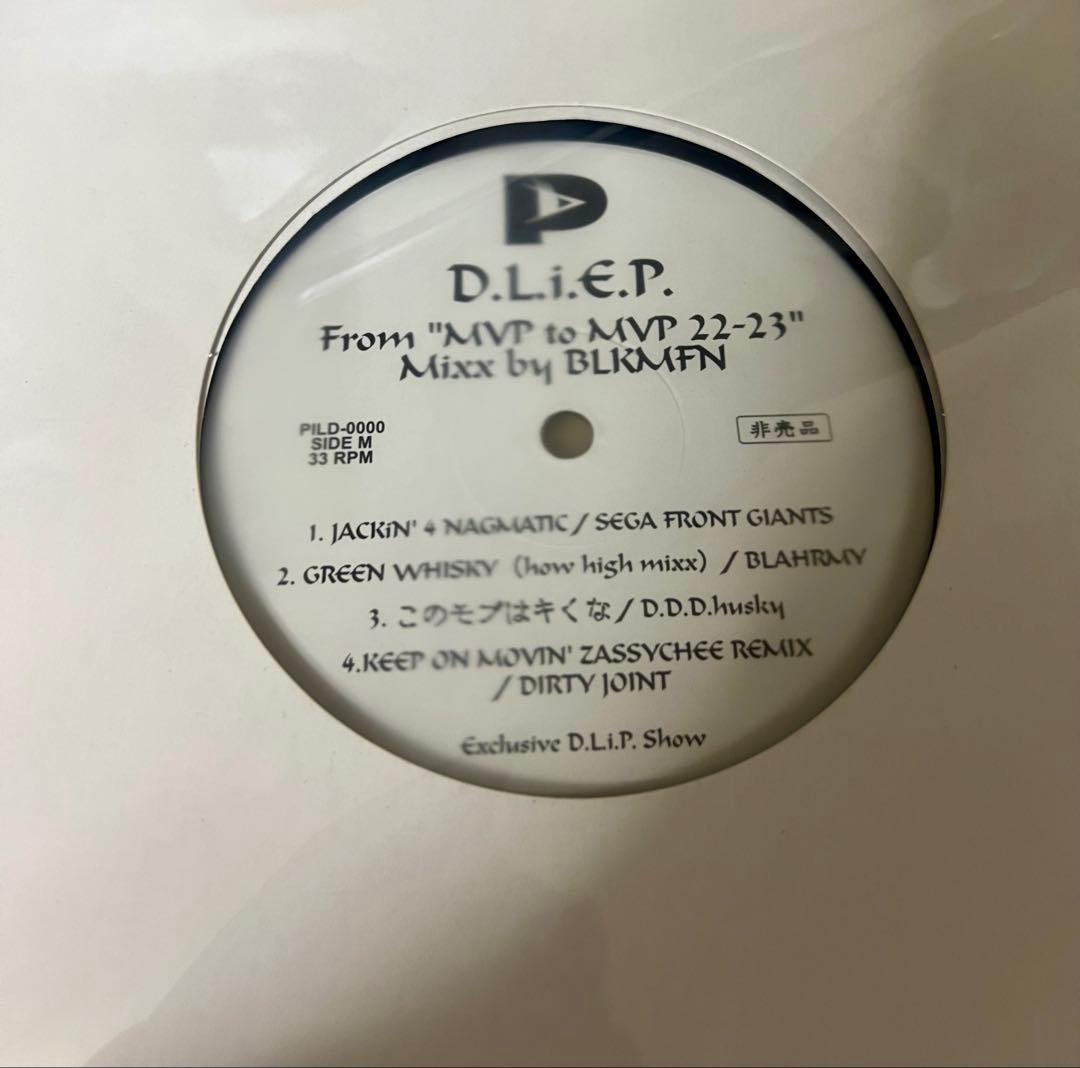 P
D.L.i.E.P.
From "MVP to MVP 22-23"
Mixx by BLKMFN
PILD-0000
SIDE M
33 RPM
非売品
1. JACKiN' 4 NAGMATIC / SEGA FRONT GIANTS
2. GREEN WHISKY (how high mixx) / BLAHRMY
3. このモブはキくな / D.D.D.husky
4.KEEP ON MOVIN' ZASSYCHEE REMIX
/ DIRTY JOINT
Exclusive D.L.i.P. Show